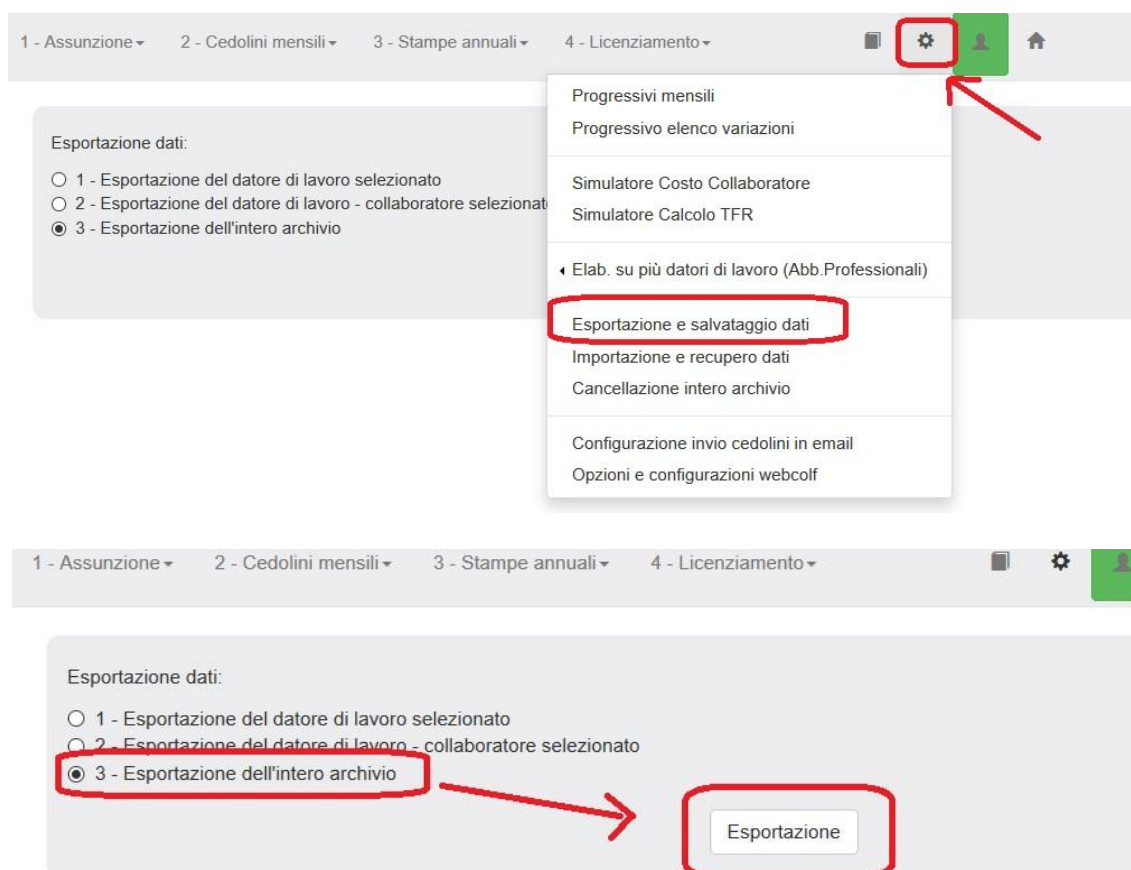 1 - Assunzione 2 - Cedolini mensili 3 - Stampe annuali 4 - Licenziamento
Progressivi mensili
Progressivo elenco variazioni
Esportazione dati:
1 - Esportazione del datore di lavoro selezionato
2 - Esportazione del datore di lavoro - collaboratore selezionat
3 - Esportazione dell'intero archivio
Simulatore Costo Collaboratore
Simulatore Calcolo TFR
Elab. su più datori di lavoro (Abb.Professionali)
Esportazione e salvataggio dati
Importazione e recupero dati
Cancellazione intero archivio
Configurazione invio cedolini in email
Opzioni e configurazioni webcolf
1 - Assunzione 2 - Cedolini mensili 3 - Stampe annuali 4 - Licenziamento
Esportazione dati:
1 - Esportazione del datore di lavoro selezionato
2 - Esportazione del datore di lavoro - collaboratore selezionato
3 - Esportazione dell'intero archivio
Esportazione